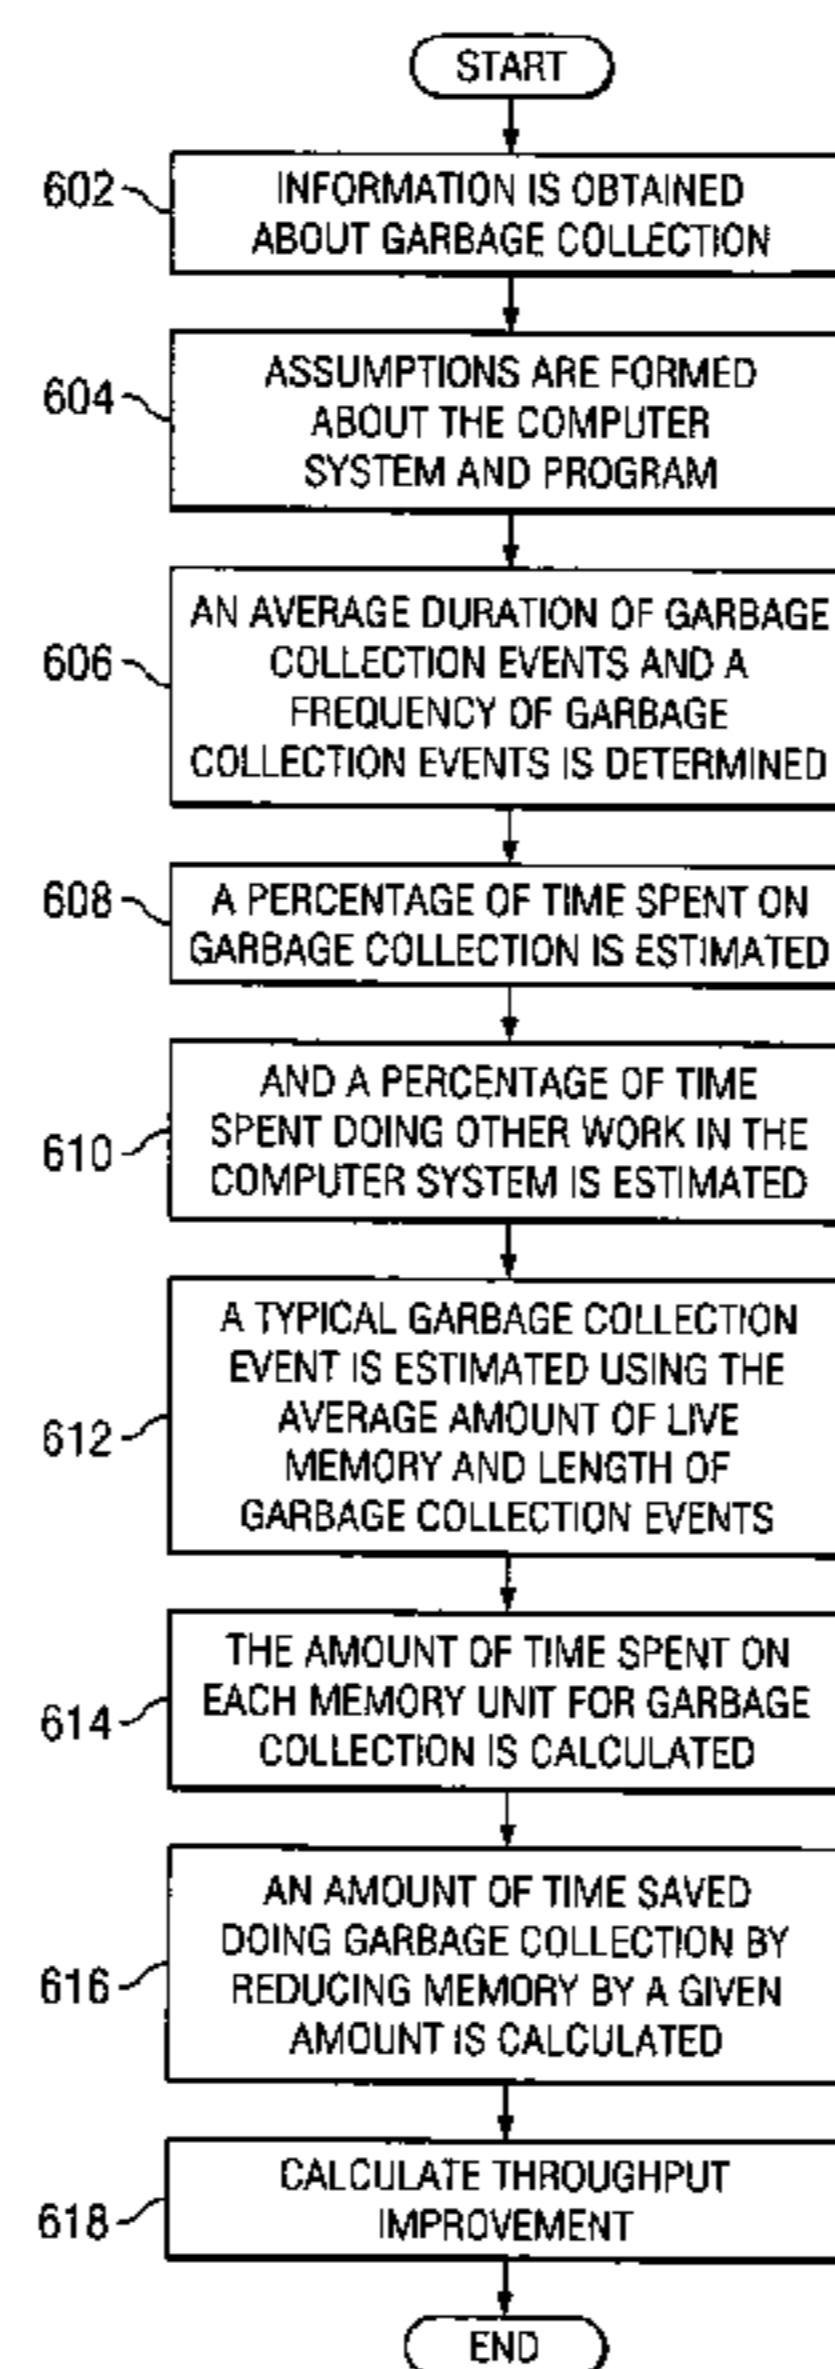 START
602
INFORMATION IS OBTAINED
ABOUT GARBAGE COLLECTION
604
ASSUMPTIONS ARE FORMED
ABOUT THE COMPUTER
SYSTEM AND PROGRAM
606
AN AVERAGE DURATION OF GARBAGE
COLLECTION EVENTS AND A
FREQUENCY OF GARBAGE
COLLECTION EVENTS IS DETERMINED
608
A PERCENTAGE OF TIME SPENT ON
GARBAGE COLLECTION IS ESTIMATED
610
AND A PERCENTAGE OF TIME
SPENT DOING OTHER WORK IN THE
COMPUTER SYSTEM IS ESTIMATED
612
A TYPICAL GARBAGE COLLECTION
EVENT IS ESTIMATED USING THE
AVERAGE AMOUNT OF LIVE
MEMORY AND LENGTH OF
GARBAGE COLLECTION EVENTS
614
THE AMOUNT OF TIME SPENT ON
EACH MEMORY UNIT FOR GARBAGE
COLLECTION IS CALCULATED
616
AN AMOUNT OF TIME SAVED
DOING GARBAGE COLLECTION BY
REDUCING MEMORY BY A GIVEN
AMOUNT IS CALCULATED
618
CALCULATE THROUGHPUT
IMPROVEMENT
END